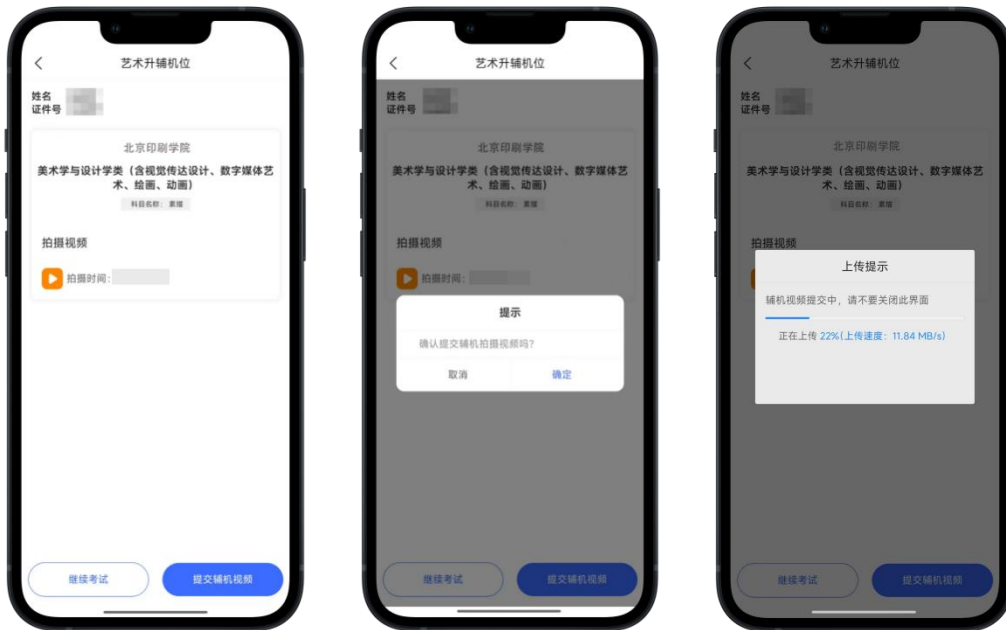 艺术升辅机位
姓名
证件号
北京印刷学院
美术学与设计学类（含视觉传达设计、数字媒体艺
术、绘画、动画）
科目名称：素描
拍摄视频
拍摄时间:
继续考试
提交辅机视频
艺术升辅机位
姓名
证件号
北京印刷学院
美术学与设计学类（含视觉传达设计、数字媒体艺
术、绘画、动画）
科目名称：素描
拍摄视频
拍摄时间:
提示
确认提交辅机拍摄视频吗?
取消
确定
继续考试
提交辅机视频
艺术升辅机位
姓名
证件号
北京印刷学院
美术学与设计学类（含视觉传达设计、数字媒体艺
术、绘画、动画）
科目名称：素描
拍摄视频
上传提示
辅机视频提交中，请不要关闭此界面
正在上传 22%(上传速度：11.84 MB/s)
继续考试
提交辅机视频